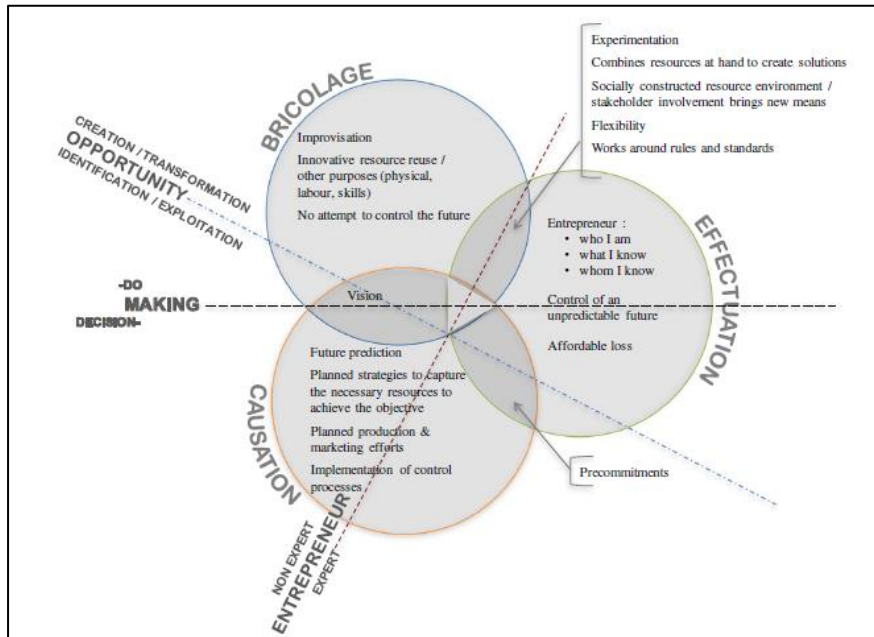 Experimentation
Combines resources at hand to create solutions
Socially constructed resource environment /
stakeholder involvement brings new means
Flexibility
Works around rules and standards
BRICOLAGE
CREATION / TRANSFORMATION
OPPORTUNITY
IDENTIFICATION / EXPLOITATION
Improvisation
Innovative resource reuse /
other purposes (physical,
labour, skills)
No attempt to control the future
EFFECTUATION
Entrepreneur :
• who I am
• what I know
• whom I know
Control of an
unpredictable future
Affordable loss
-DO
MAKING
DECISION-
Vision
CAUSATION
Future prediction
Planned strategies to capture
the necessary resources to
achieve the objective
Planned production &
marketing efforts
Implementation of control
processes
Precommitments
NON EXPERT
ENTREPRENEUR
EXPERT